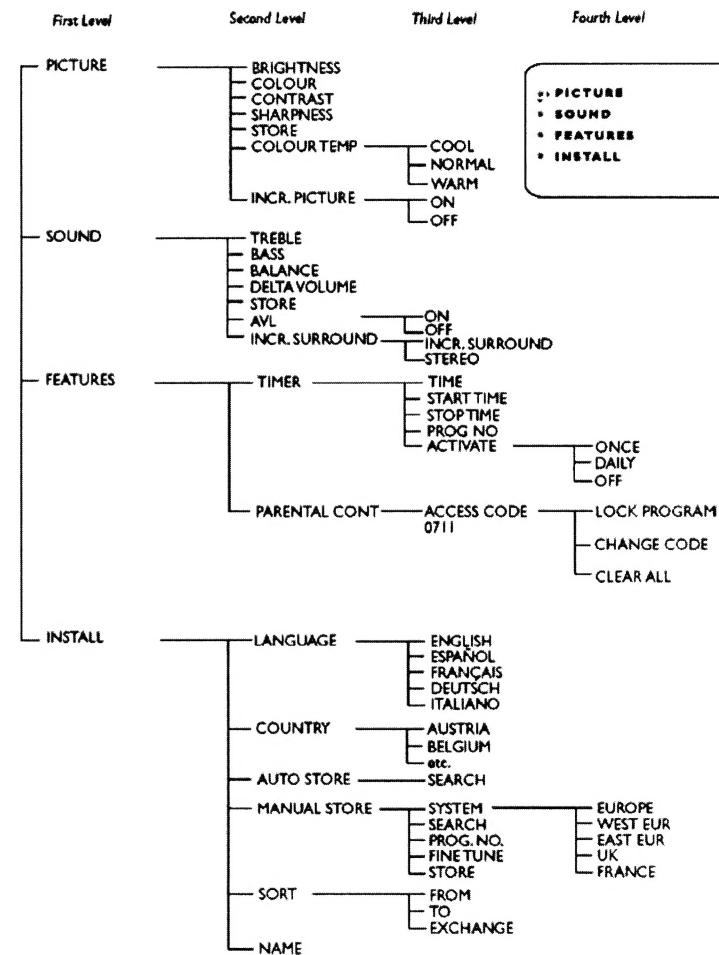 First Level Second Level Third Level Fourth Level
PICTURE BRIGHTNESS
COLOUR
CONTRAST
SHARPNESS
STORE
COLOUR TEMP COOL
NORMAL
WARM
INCR. PICTURE ON
OFF
PICTURE
SOUND
FEATURES
INSTALL
SOUND TREBLE
BASS
BALANCE
DELTA VOLUME
STORE
AVL ON
OFF
INCR. SURROUND INCR. SURROUND
STEREO
FEATURES TIMER TIME
START TIME
STOP TIME
PROG NO
ACTIVATE ONCE
DAILY
OFF
PARENTAL CONT ACCESS CODE LOCK PROGRAM
0711
CHANGE CODE
CLEAR ALL
INSTALL LANGUAGE ENGLISH
ESPAÑOL
FRANÇAIS
DEUTSCH
ITALIANO
COUNTRY AUSTRIA
BELGIUM
etc.
AUTO STORE SEARCH
MANUAL STORE SYSTEM EUROPE
SEARCH WEST EUR
PROG. NO. EAST EUR
FINE TUNE UK
STORE FRANCE
SORT FROM
TO
EXCHANGE
NAME